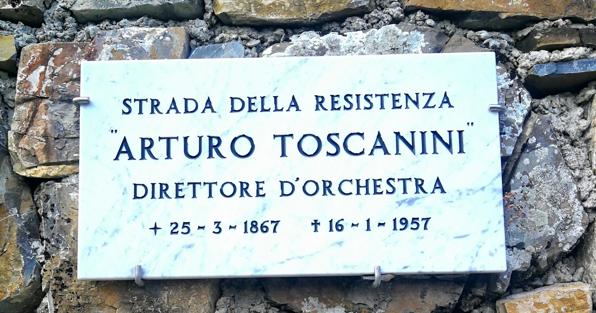 STRADA DELLA RESISTENZA
"ARTURO TOSCANINI"
DIRETTORE D'ORCHESTRA
+ 25 - 3 - 1867 † 16 - 1 - 1957